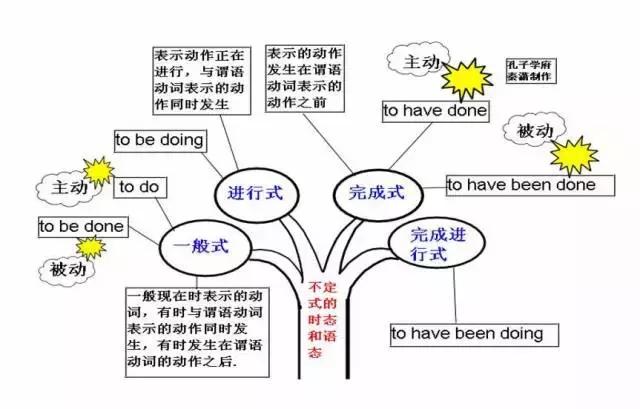 表示动作正在
进行，与谓语
动词表示的动
作同时发生
表示的动作
发生在谓语
动词表示的
动作之前
主动
孔子学府
秦潇制作
to have done
被动
to be doing
主动
to do
进行式
完成式
to have been done
to be done
一般式
完成进
行式
被动
不定
式的
时态
和语
态
一般现在时表示的动
词，有时与谓语动词
表示的动作同时发
生，有时发生在谓语
动词的动作之后.
to have been doing